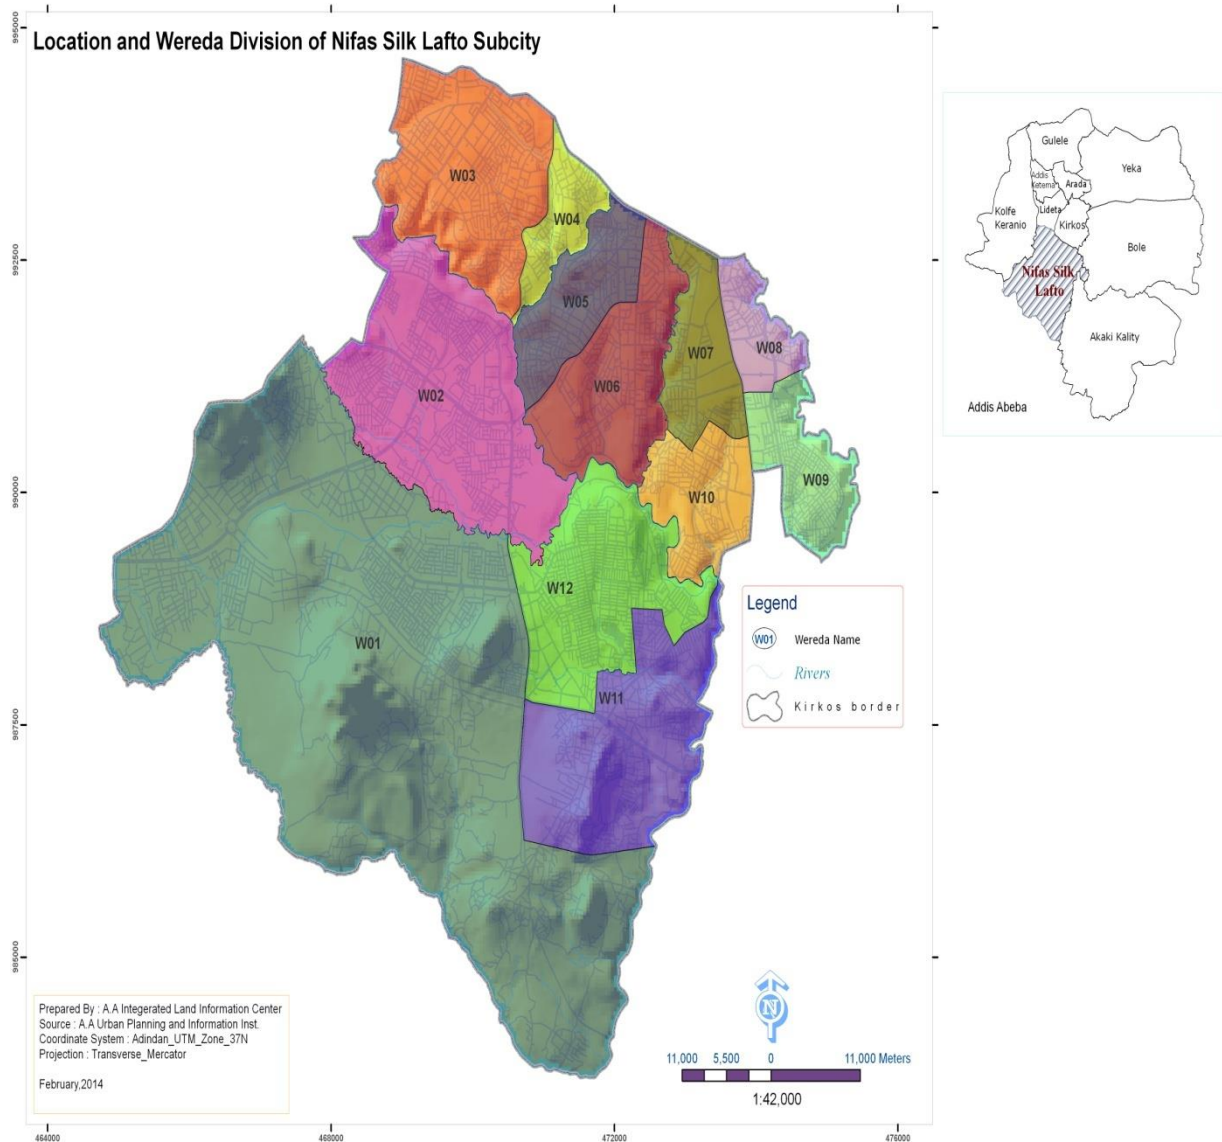 Location and Wereda Division of Nifas Silk Lafto Subcity
995000
992500
990000
987500
985000
464000
468000
472000
476000
W03
W04
W05
W02
W06
W07
W08
W09
W10
W12
W01
W11
Gulele
Addis
Ketema
Arada
Yeka
Lideta
Kolfe
Keranio
Kirkos
Bole
Nifas Silk
Lafto
Akaki Kality
Addis Abeba
Legend
W01 Wereda Name
Rivers
Kirkos border
Prepared By : A.A Integerated Land Information Center
Source : A.A Urban Planning and Information Inst.
Coordinate System : Adindan_UTM_Zone_37N
Projection : Transverse_Mercator
February,2014
N
11,000 5,500 0 11,000 Meters
1:42,000